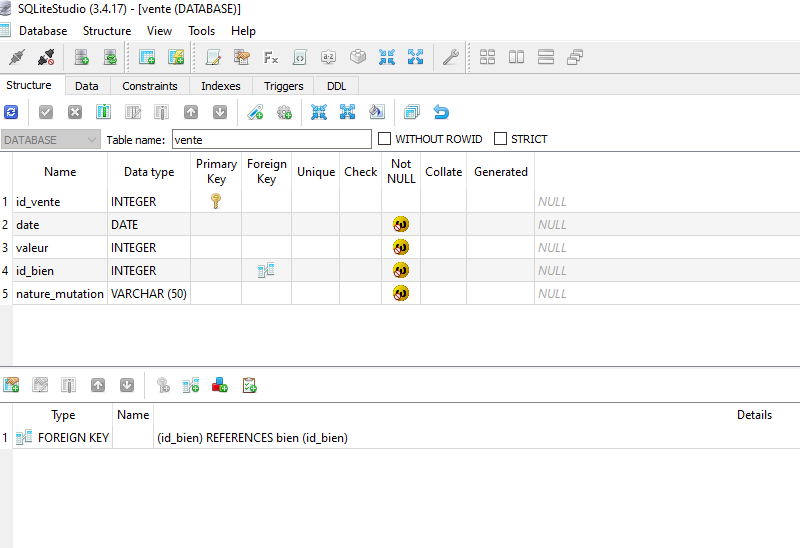 SQLiteStudio (3.4.17) - [vente (DATABASE)]
Database Structure View Tools Help
Structure Data Constraints Indexes Triggers DDL
DATABASE Table name: vente WITHOUT ROWID STRICT
Name Data type Primary Key Foreign Key Unique Check Not NULL Collate Generated
1 id_vente INTEGER NULL
2 date DATE NULL
3 valeur INTEGER NULL
4 id_bien INTEGER NULL
5 nature_mutation VARCHAR (50) NULL
Type Name Details
1 FOREIGN KEY (id_bien) REFERENCES bien (id_bien)